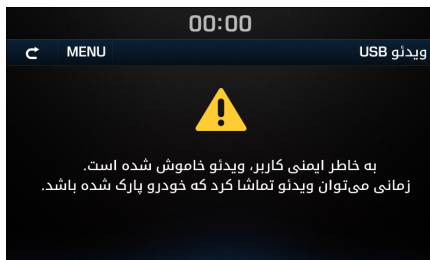 00:00
ویدئو USB
MENU
به خاطر ایمنی کاربر، ویدئو خاموش شده است.
زمانی می‌توان ویدئو تماشا کرد که خودرو پارک شده باشد.